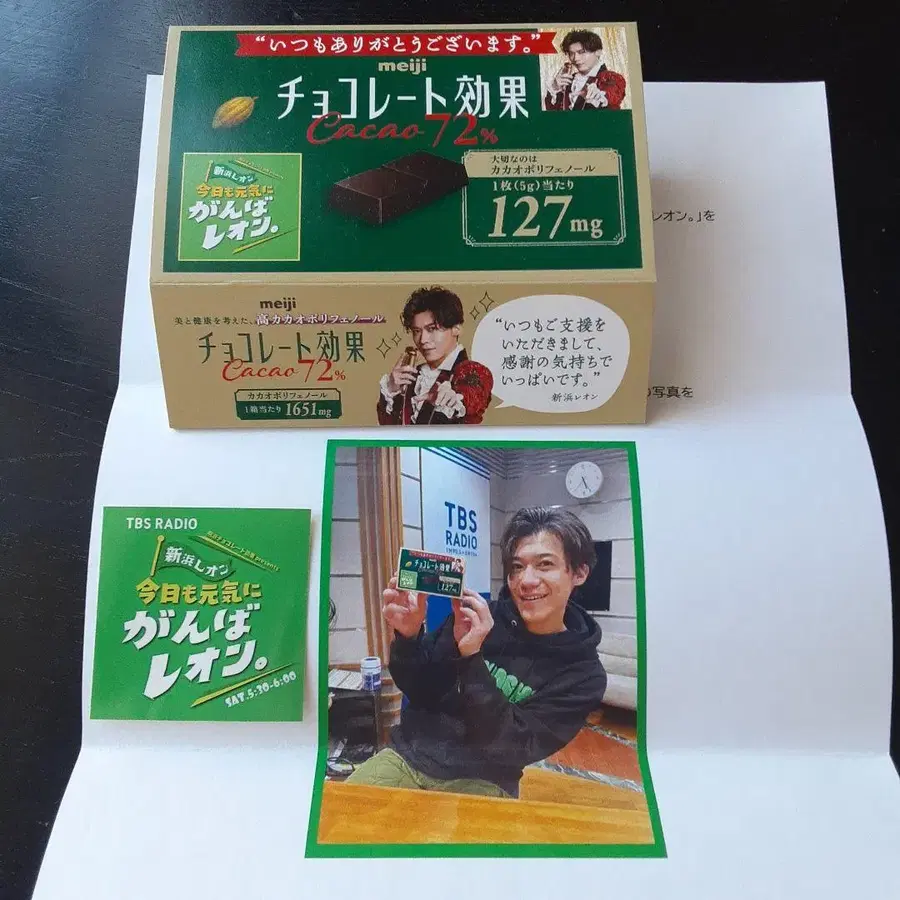 “いつもありがとうございます。”
meiji
チョコレート効果
Cacao 72%
新浜レオン
今日も元気に
がんば
レオン。
大切なのは
カカオポリフェノール
1枚(5g)当たり
127mg
meiji
美と健康を考えた、高カカオポリフェノール
チョコレート効果
Cacao 72%
カカオポリフェノール
1箱当たり 1651mg
“いつもご支援を
いただきまして、
感謝の気持ちで
いっぱいです。”
新浜レオン
レオン。」を
の写真を
TBS RADIO
新浜レオン
今日も元気に
がんば
レオン。
SAT.5:30-6:00
TBS
RADIO
チョコレート効果
127mg